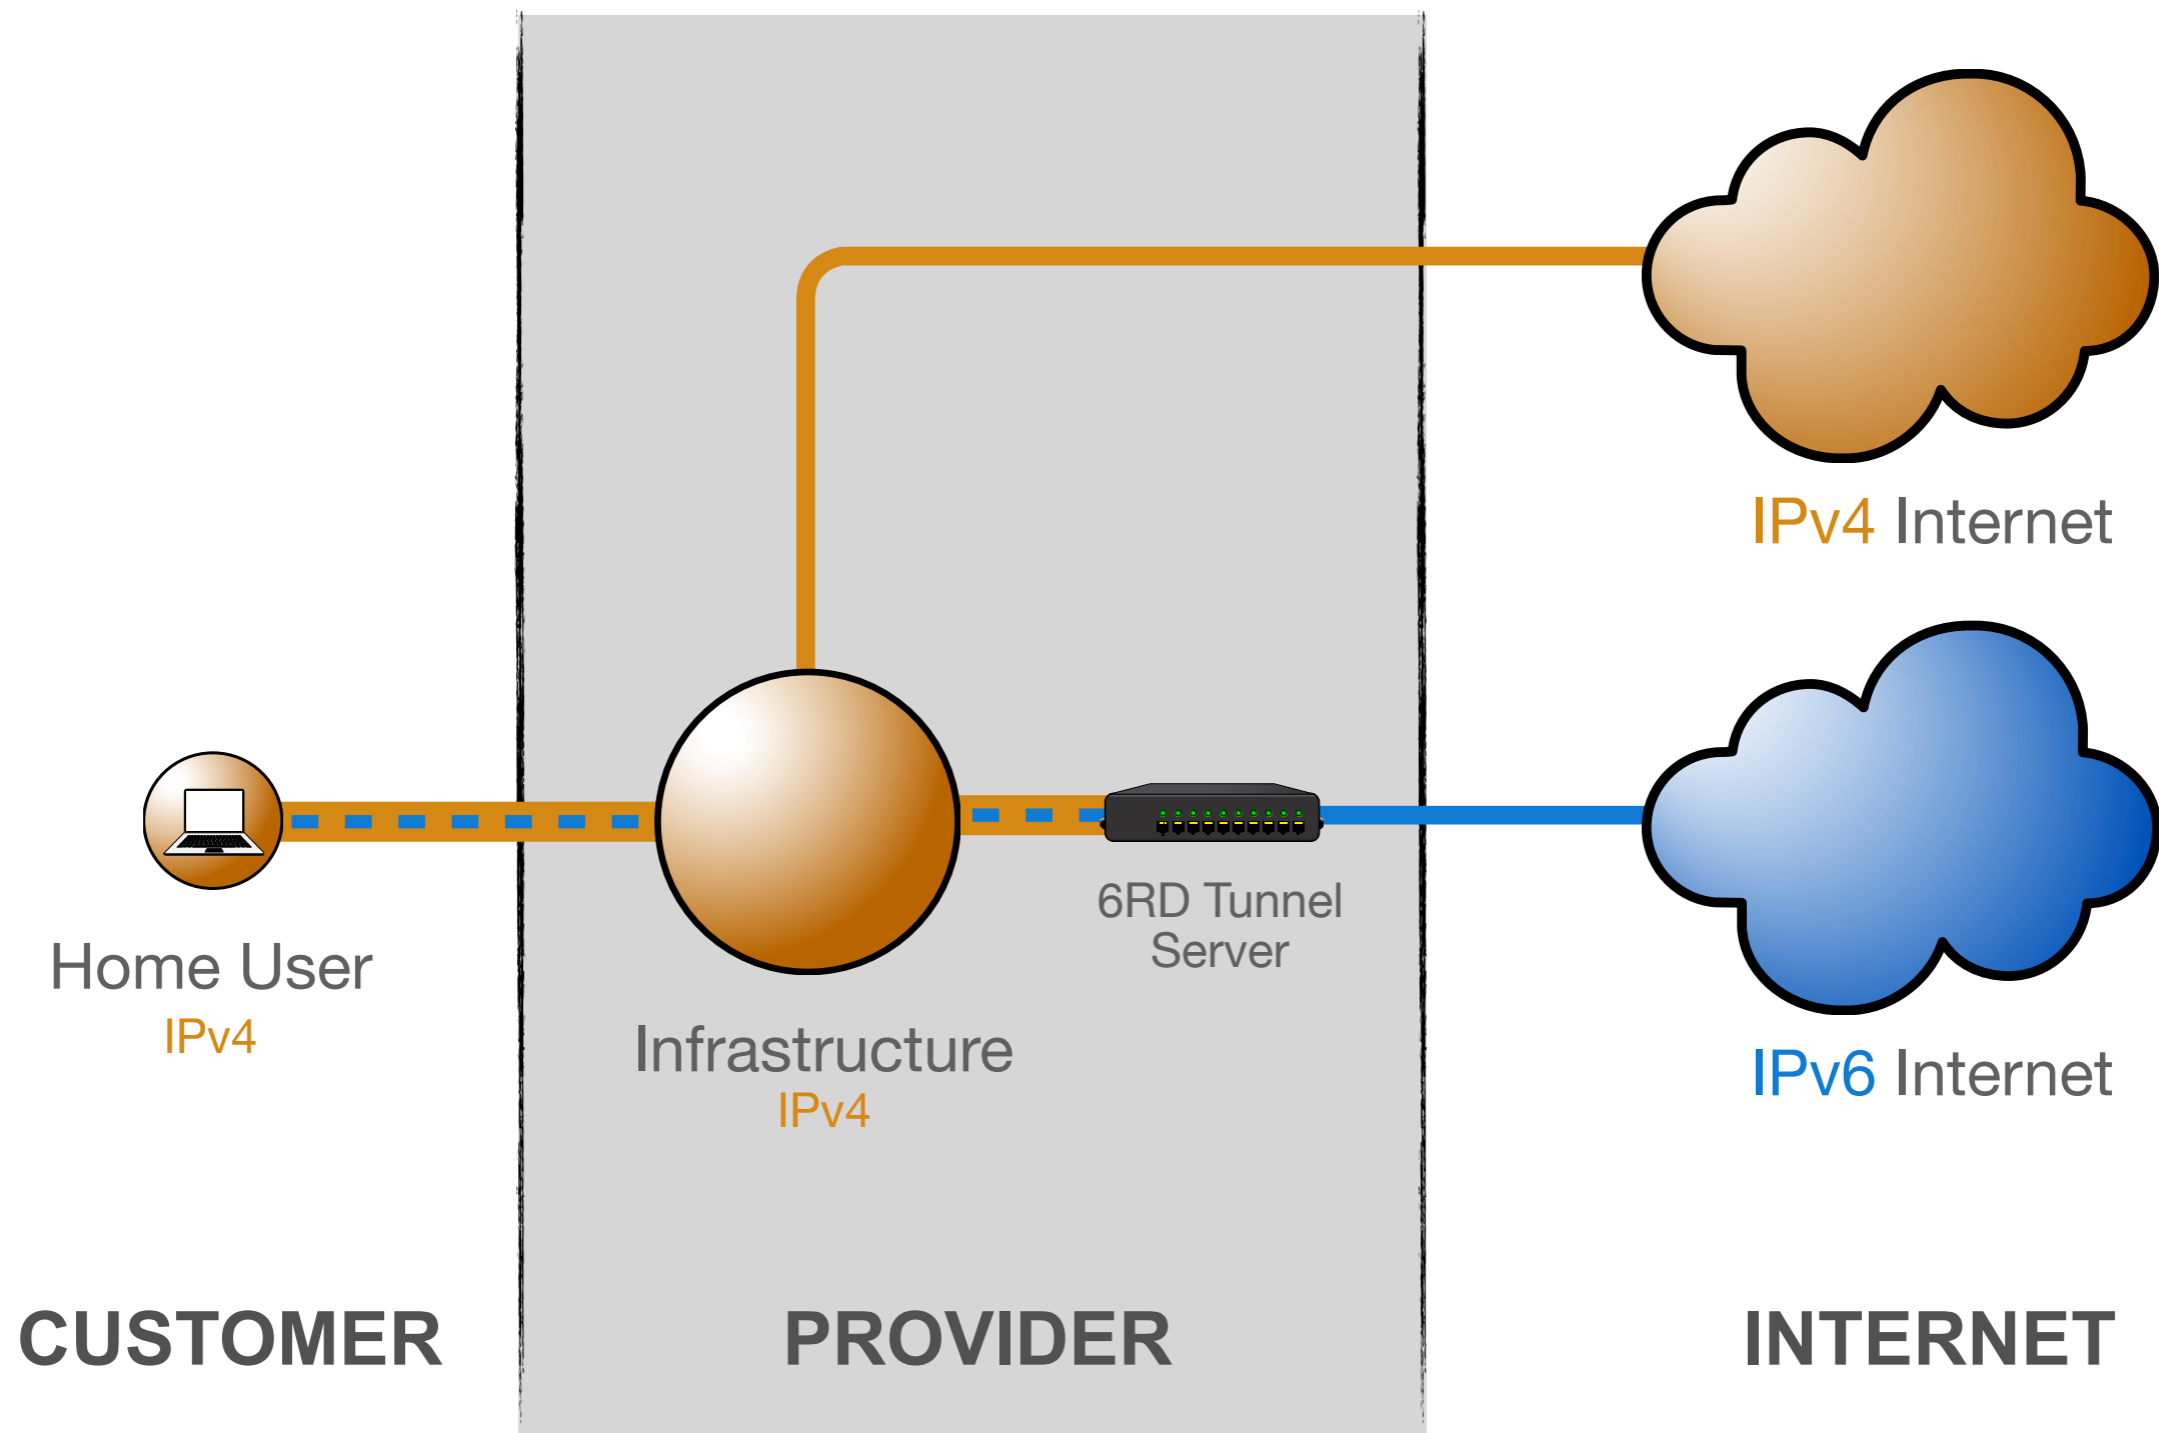 IPv4 Internet
Home User
IPv4
Infrastructure
IPv4
6RD Tunnel
Server
IPv6 Internet
CUSTOMER
PROVIDER
INTERNET